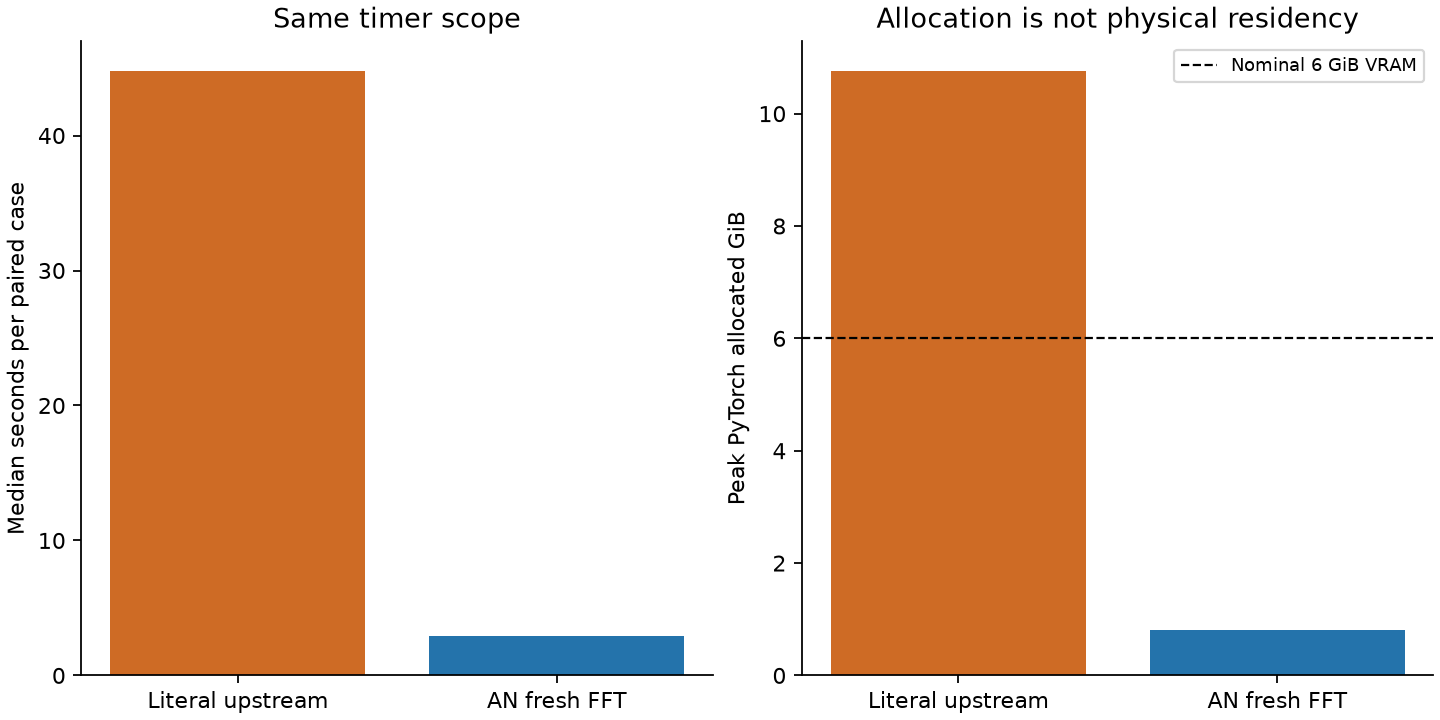 Same timer scope
Median seconds per paired case
40
30
20
10
0
Literal upstream
AN fresh FFT
Allocation is not physical residency
Nominal 6 GiB VRAM
Peak PyTorch allocated GiB
10
8
6
4
2
0
Literal upstream
AN fresh FFT